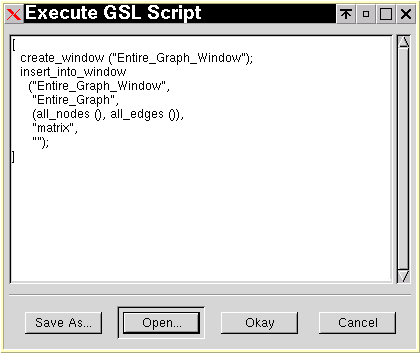 Execute GSL Script
[
create_window ("Entire_Graph_Window");
insert_into_window
("Entire_Graph_Window",
"Entire_Graph",
(all_nodes (), all_edges ()),
"matrix",
"");
]
Save As... Open... Okay Cancel